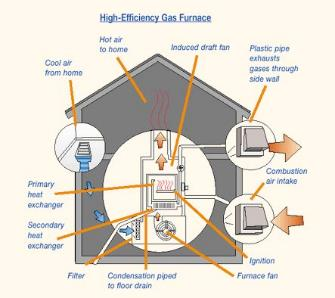 High-Efficiency Gas Furnace
Hot air
to home
Induced draft fan
Plastic pipe
exhausts
gases through
side wall
Cool air
from home
Combustion
air intake
Primary
heat
exchanger
Secondary
heat
exchanger
Ignition
Filter
Condensation piped
to floor drain
Furnace fan